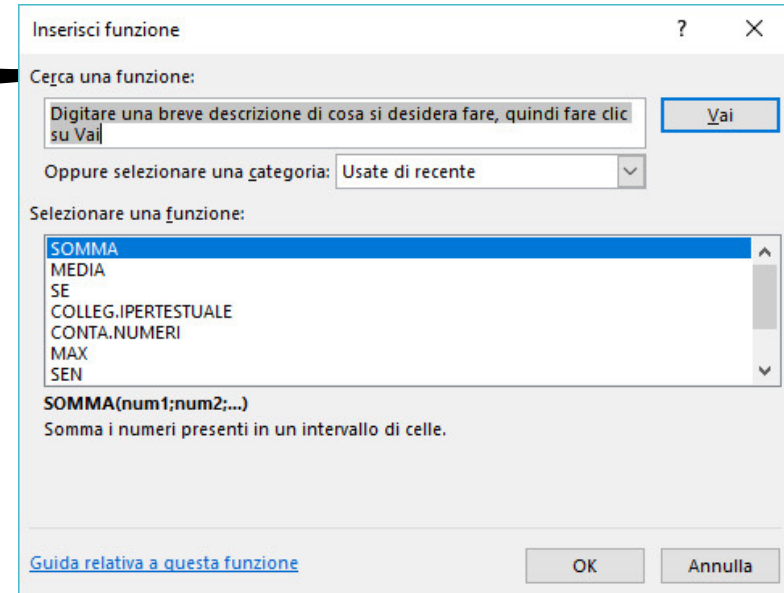 Inserisci funzione
?
Cerca una funzione:
Digitare una breve descrizione di cosa si desidera fare, quindi fare clic
su Vai
Vai
Oppure selezionare una categoria: Usate di recente
Selezionare una funzione:
SOMMA
MEDIA
SE
COLLEG.IPERTESTUALE
CONTA.NUMERI
MAX
SEN
SOMMA(num1;num2;...)
Somma i numeri presenti in un intervallo di celle.
Guida relativa a questa funzione
OK
Annulla